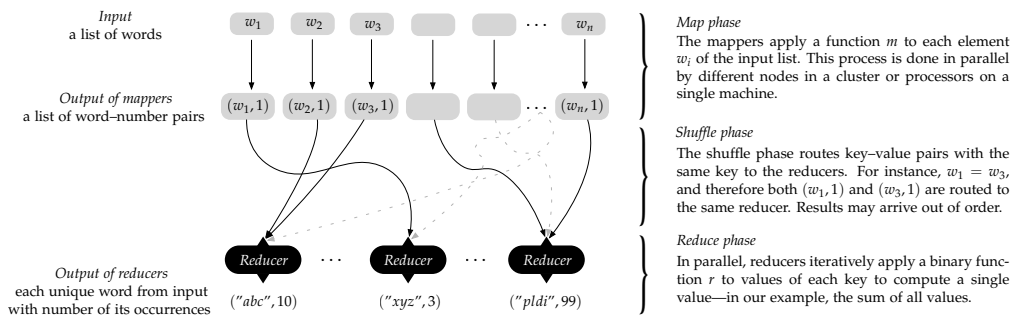 Input
a list of words
w1 w2 w3 ... wn
Output of mappers
a list of word–number pairs
(w1, 1) (w2, 1) (w3, 1) ... (wn, 1)
Reducer ... Reducer ... Reducer
Output of reducers
each unique word from input
with number of its occurrences
("abc", 10) ("xyz", 3) ("pldi", 99)
Map phase
The mappers apply a function m to each element
wi of the input list. This process is done in parallel
by different nodes in a cluster or processors on a
single machine.
Shuffle phase
The shuffle phase routes key–value pairs with the
same key to the reducers. For instance, w1 = w3,
and therefore both (w1, 1) and (w3, 1) are routed to
the same reducer. Results may arrive out of order.
Reduce phase
In parallel, reducers iteratively apply a binary func-
tion r to values of each key to compute a single
value—in our example, the sum of all values.